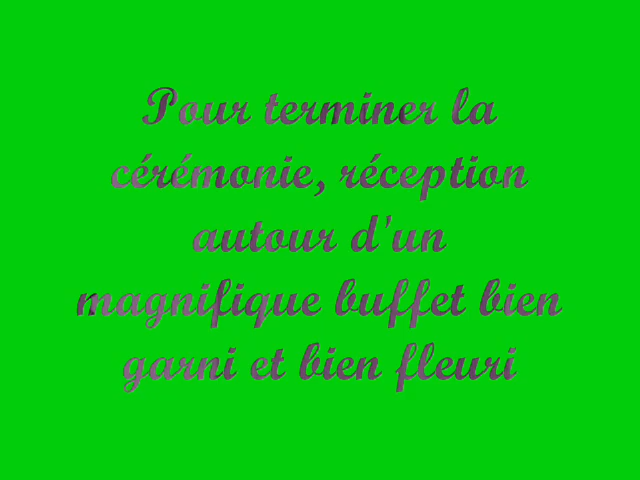 Pour terminer la
cérémonie, réception
autour d'un
magnifique buffet bien
garni et bien fleuri